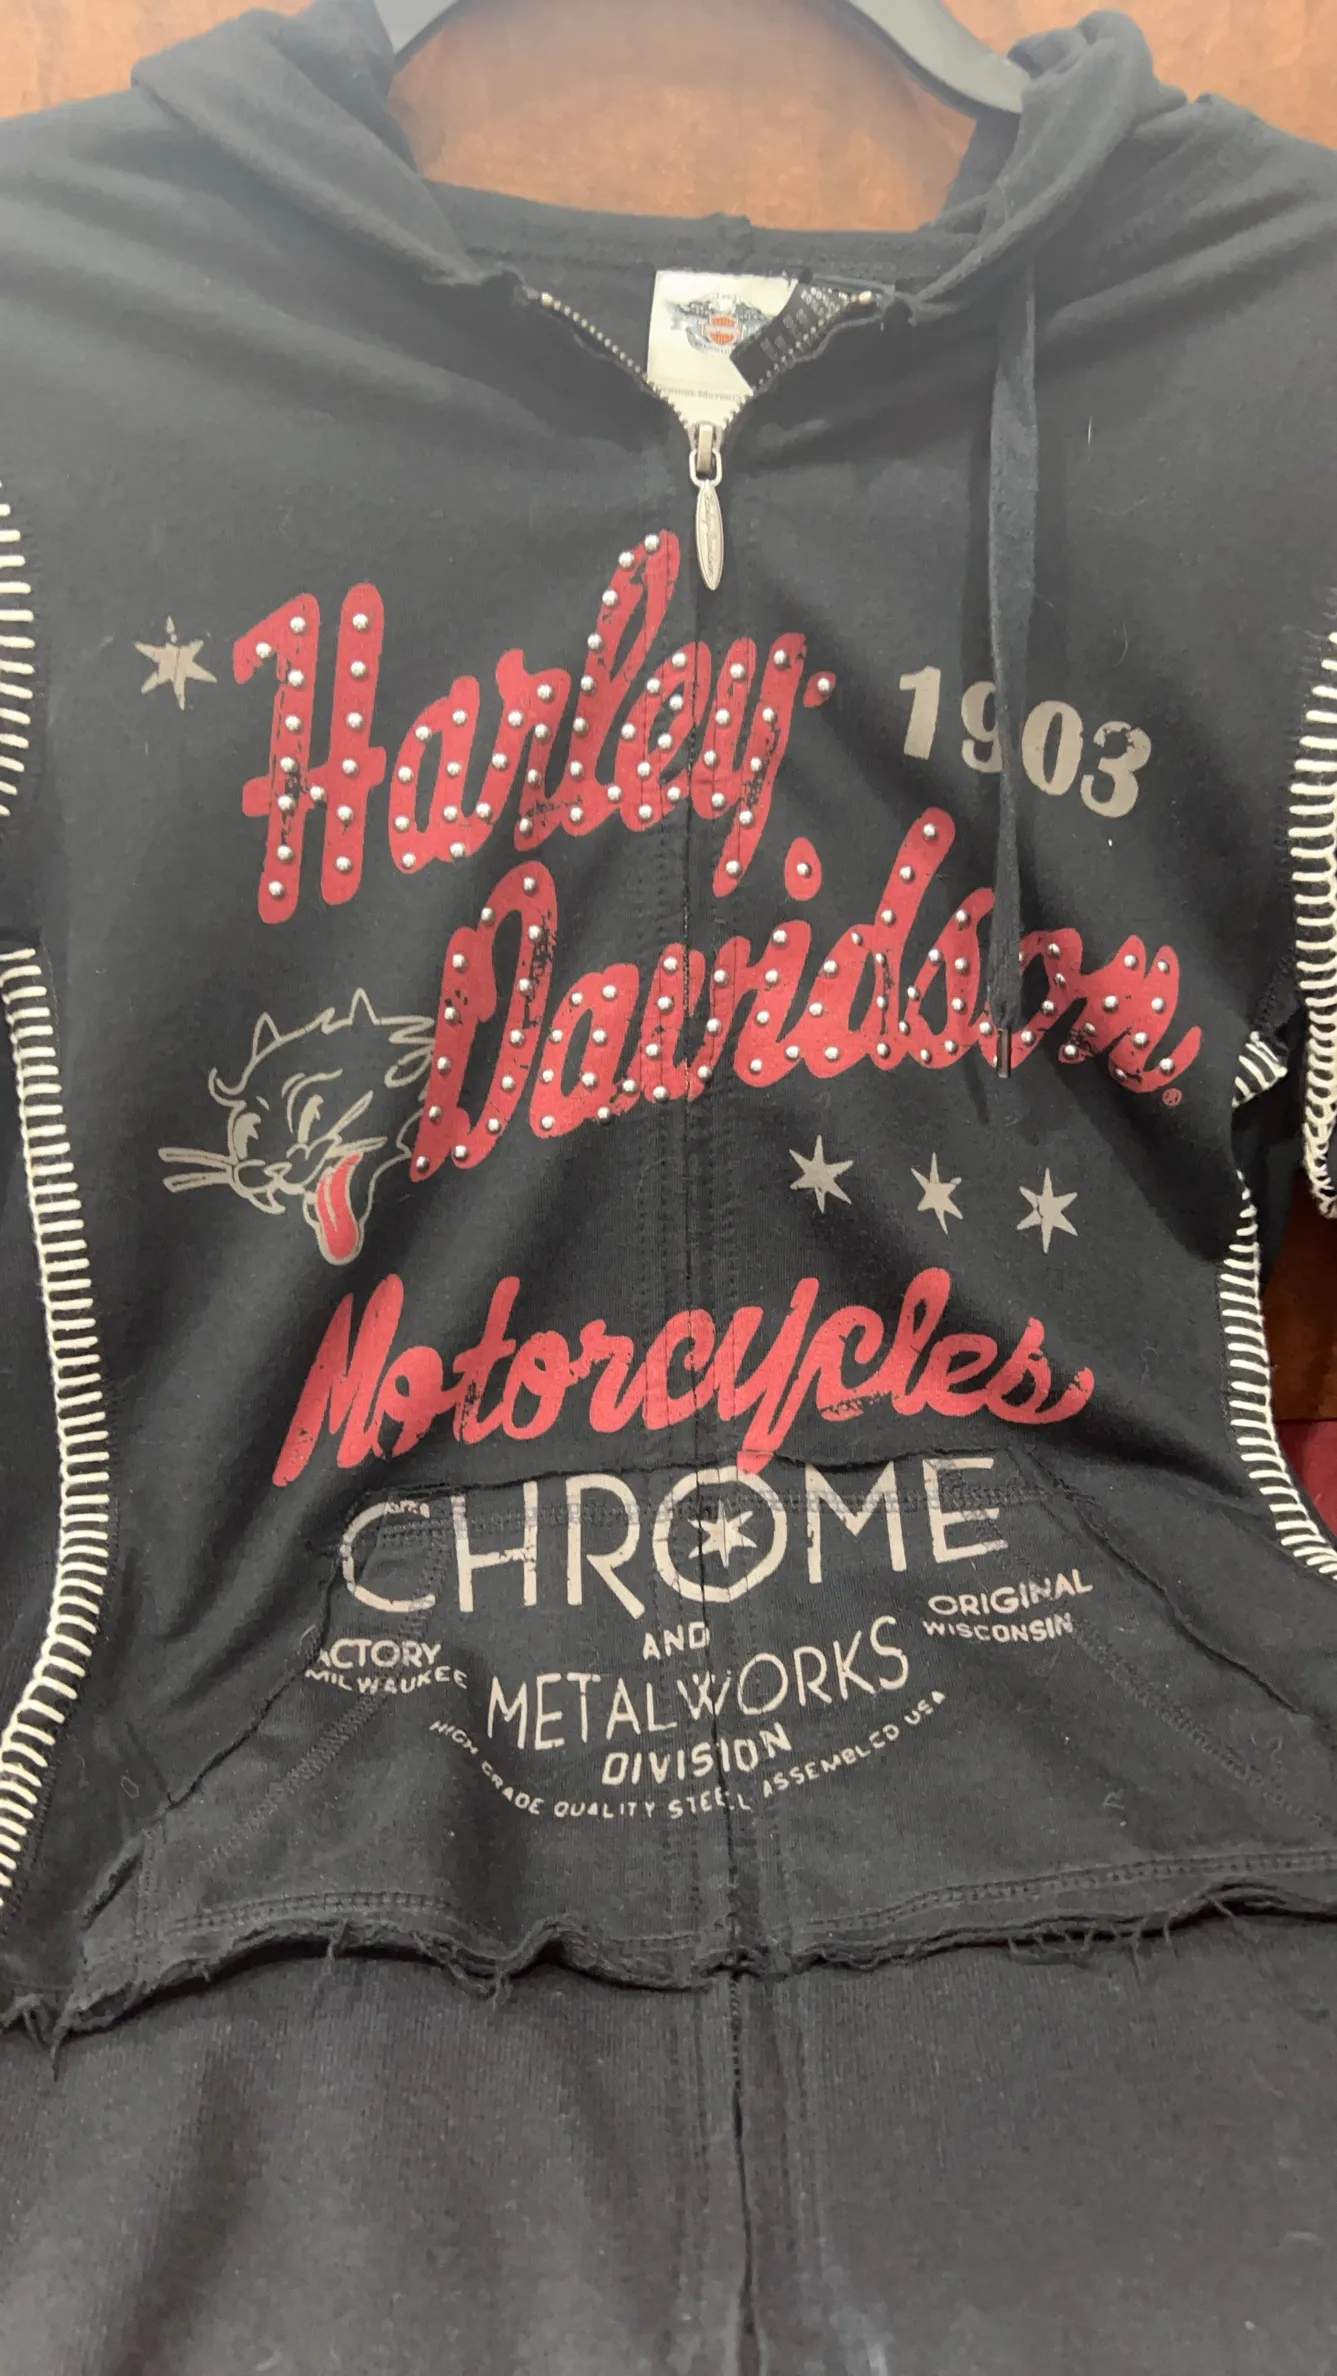 Harley-
1903
Davidson®
Motorcycles
CHROME
AND
METALWORKS
DIVISION
ACTORY
MILWAUKEE
ORIGINAL
WISCONSIN
HIGH GRADE QUALITY STEEL ASSEMBLED USA